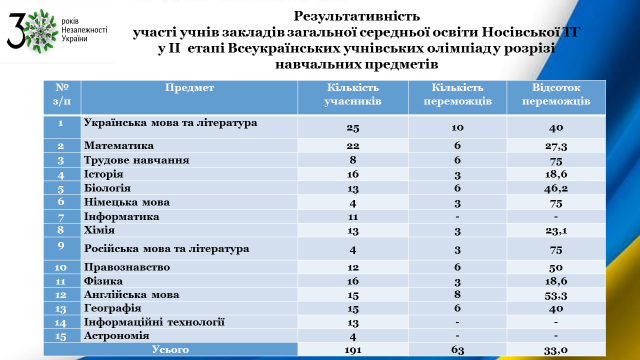 30 років
Незалежності
України
Результативність
участі учнів закладів загальної середньої освіти Носівської ТГ
у ІІ етапі Всеукраїнських учнівських олімпіад у розрізі
навчальних предметів
№ з/п Предмет Кількість учасників Кількість переможців Відсоток переможців
1 Українська мова та література 25 10 40
2 Математика 22 6 27,3
3 Трудове навчання 8 6 75
4 Історія 16 3 18,6
5 Біологія 13 6 46,2
6 Німецька мова 4 3 75
7 Інформатика 11 - -
8 Хімія 13 3 23,1
9 Російська мова та література 4 3 75
10 Правознавство 12 6 50
11 Фізика 16 3 18,6
12 Англійська мова 15 8 53,3
13 Географія 15 6 40
14 Інформаційні технології 13 - -
15 Астрономія 4 - -
Усього 191 63 33,0